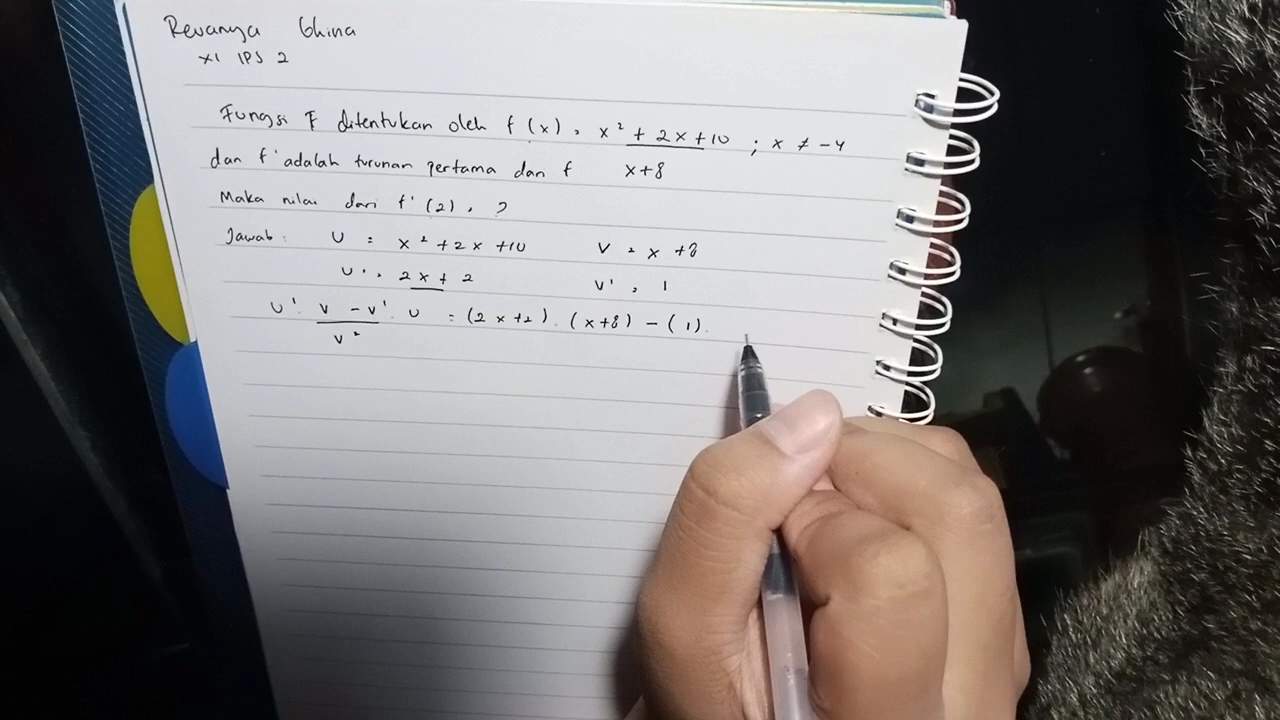 Revanya Ghina
XI IPS 2
Fungsi F ditentukan oleh f (x) = x² + 2x + 10 ; x ≠ -4
dan f' adalah turunan pertama dan f x+8
Maka nilai dari f' (2) = ?
Jawab : U = x² + 2x + 10 V = x + 8
U' = 2x + 2 V' = 1
U' . V - V' . U = (2x+2) . (x+8) - (1).
V²